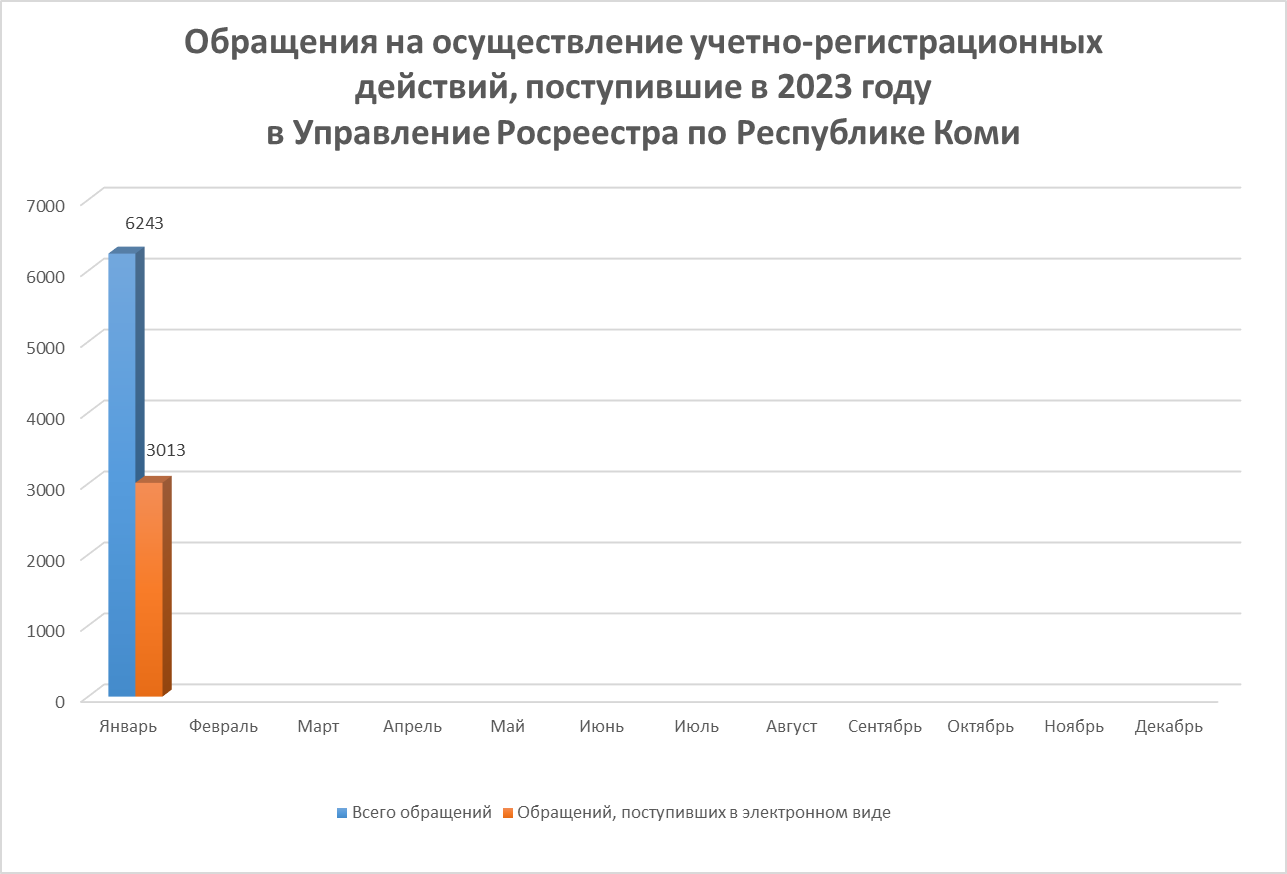 Обращения на осуществление учетно-регистрационных
действий, поступившие в 2023 году
в Управление Росреестра по Республике Коми
7000
6243
6000
5000
4000
3013
3000
2000
1000
0
Январь Февраль Март Апрель Май Июнь Июль Август Сентябрь Октябрь Ноябрь Декабрь
Всего обращений Обращений, поступивших в электронном виде